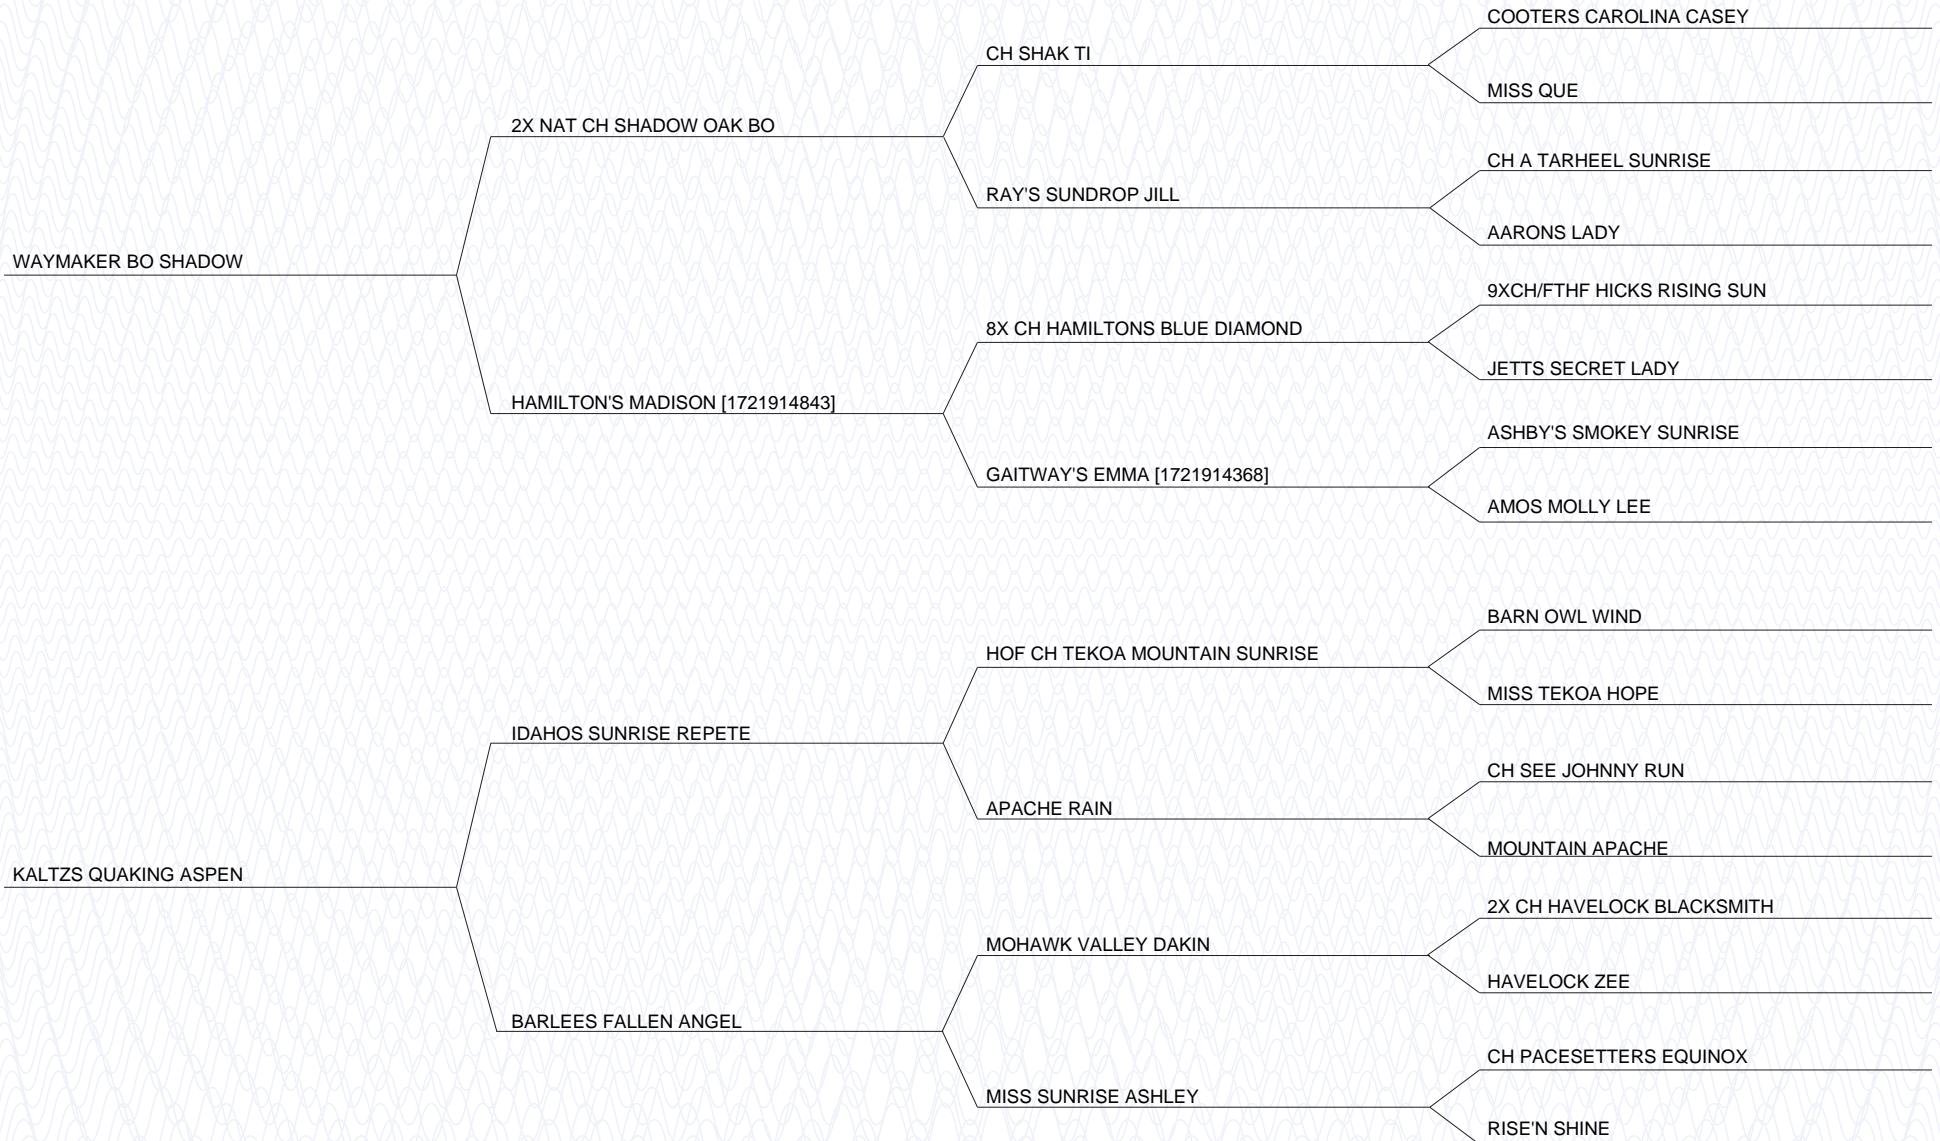 COOTERS CAROLINA CASEY
CH SHAK TI
MISS QUE
2X NAT CH SHADOW OAK BO
CH A TARHEEL SUNRISE
RAY'S SUNDROP JILL
AARONS LADY
WAYMAKER BO SHADOW
9XCH/FTHF HICKS RISING SUN
8X CH HAMILTONS BLUE DIAMOND
JETTS SECRET LADY
HAMILTON'S MADISON [1721914843]
ASHBY'S SMOKEY SUNRISE
GAITWAY'S EMMA [1721914368]
AMOS MOLLY LEE
BARN OWL WIND
HOF CH TEKOA MOUNTAIN SUNRISE
MISS TEKOA HOPE
IDAHOS SUNRISE REPETE
CH SEE JOHNNY RUN
APACHE RAIN
MOUNTAIN APACHE
KALTZS QUAKING ASPEN
2X CH HAVELOCK BLACKSMITH
MOHAWK VALLEY DAKIN
HAVELOCK ZEE
BARLEES FALLEN ANGEL
CH PACESETTERS EQUINOX
MISS SUNRISE ASHLEY
RISE'N SHINE